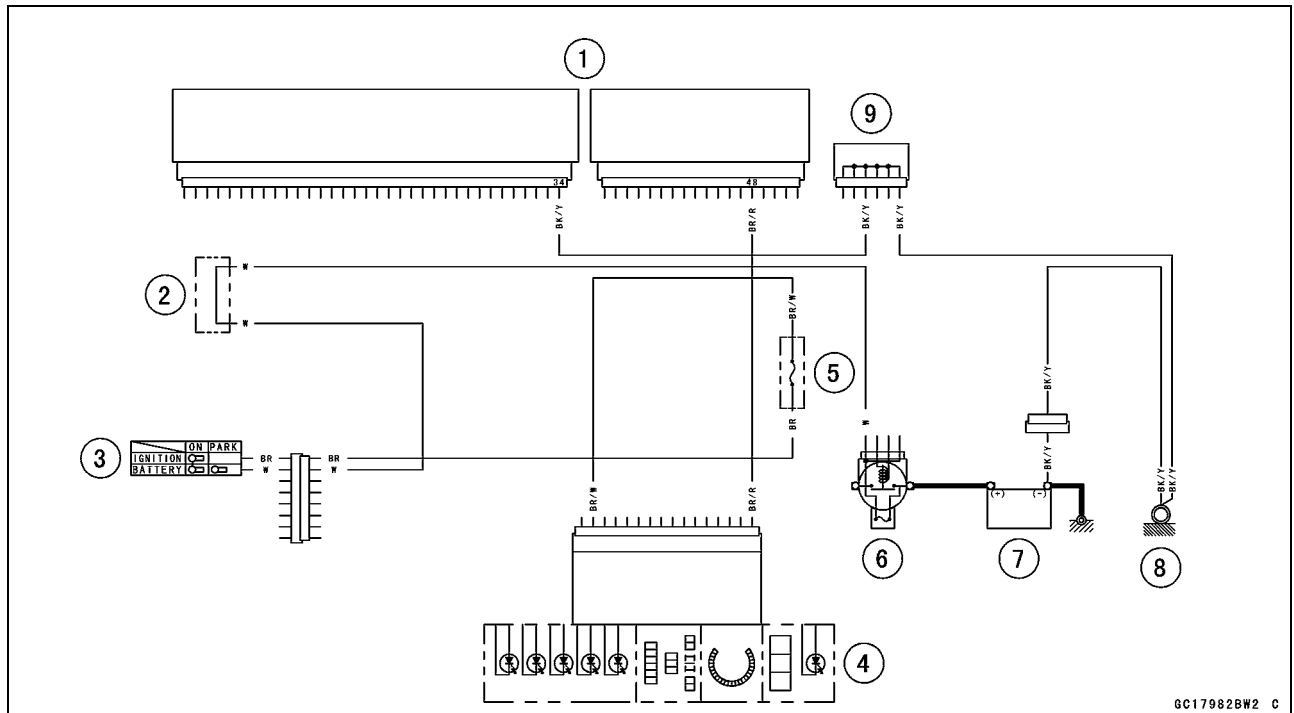 1
9
34
48
BK/Y
BR/R
BK/Y
BK/Y
2
W
W
BR/W
5
BK/Y
BR
W
3
ON PARK
IGNITION
BATTERY
BR
W
BR
W
BR/W
BR/R
BK/Y
BK/Y
BK/Y
(+)
(-)
6
7
8
4
GC17982BW2 C